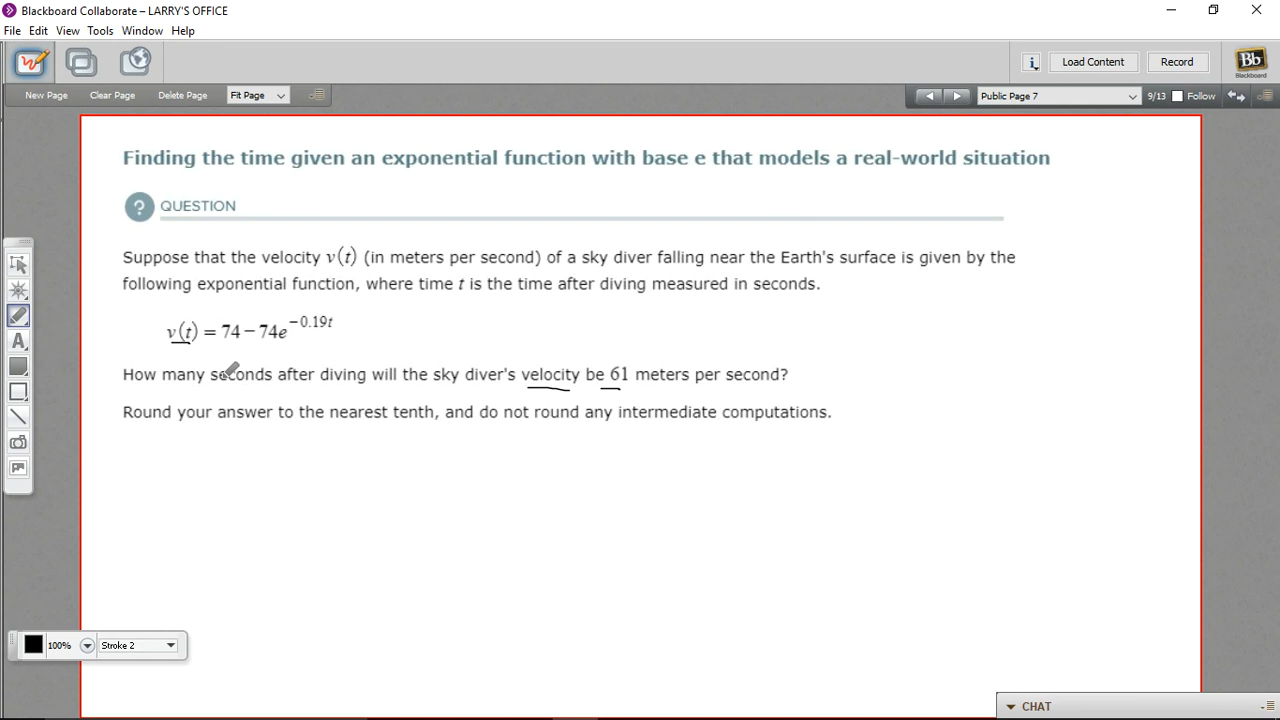 Blackboard Collaborate – LARRY'S OFFICE
File Edit View Tools Window Help
i Load Content Record Bb Blackboard
New Page Clear Page Delete Page Fit Page Public Page 7 9/13 Follow
Finding the time given an exponential function with base e that models a real-world situation
? QUESTION
Suppose that the velocity v(t) (in meters per second) of a sky diver falling near the Earth's surface is given by the
following exponential function, where time t is the time after diving measured in seconds.
v(t) = 74 − 74e^−0.19t
How many seconds after diving will the sky diver's velocity be 61 meters per second?
Round your answer to the nearest tenth, and do not round any intermediate computations.
A
100% Stroke 2
CHAT